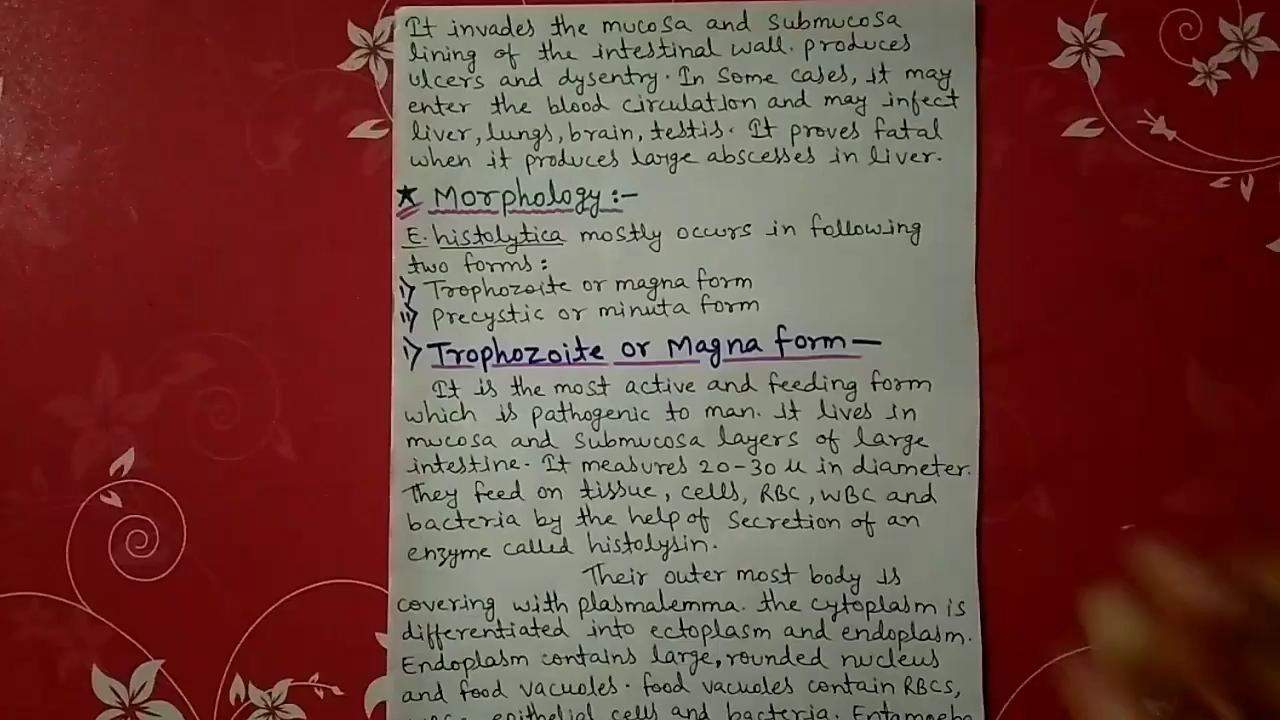 It invades the mucosa and submucosa
lining of the intestinal wall. produces
ulcers and dysentry. In some cases, it may
enter the blood circulation and may infect
liver, lungs, brain, testis. It proves fatal
when it produces large abscesses in liver.
★ Morphology:-
E. histolytica mostly occurs in following
two forms:
i) Trophozoite or magna form
ii) Precystic or minuta form
i) Trophozoite or Magna form—
It is the most active and feeding form
which is pathogenic to man. it lives in
mucosa and submucosa layers of large
intestine. It measures 20-30 μ in diameter.
They feed on tissue, cells, RBC, WBC and
bacteria by the help of secretion of an
enzyme called histolysin.
Their outer most body is
covering with plasmalemma. the cytoplasm is
differentiated into ectoplasm and endoplasm.
Endoplasm contains large, rounded nucleus
and food vacuoles. food vacuoles contain RBCS,
epithelial cells and bacteria. Entamoeba